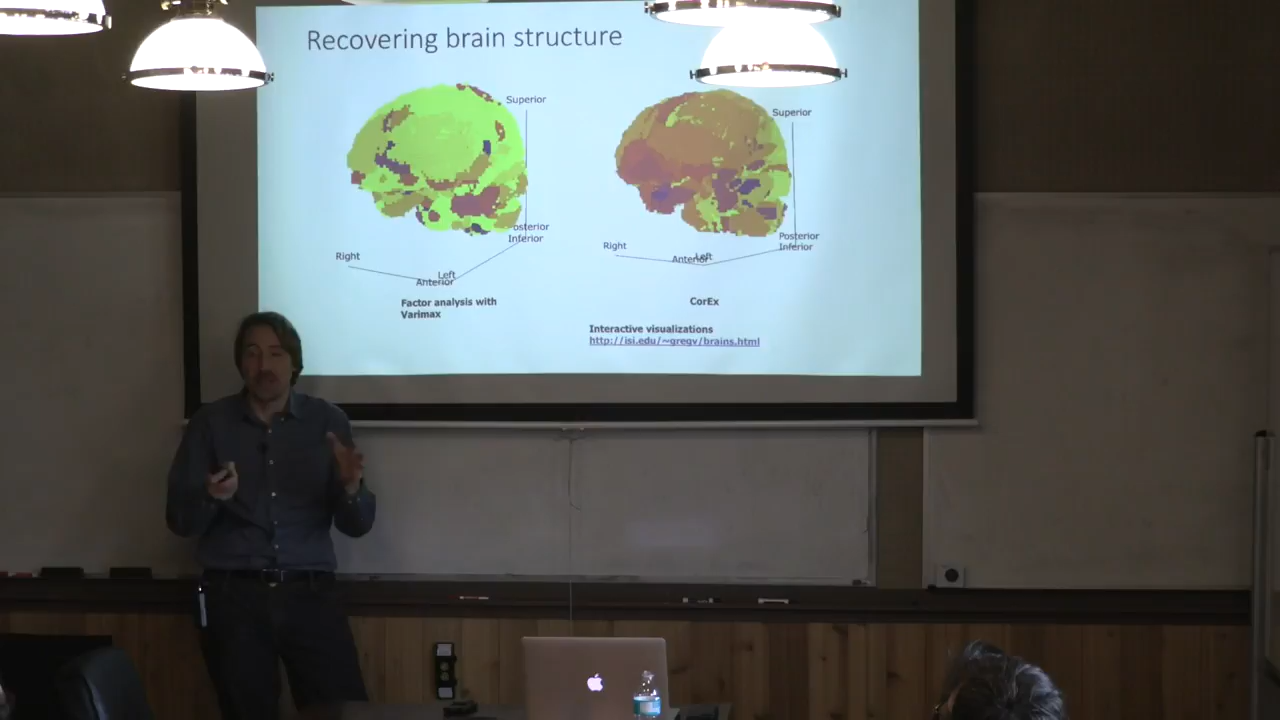 Recovering brain structure
Superior
osterior
Inferior
Right
Left
Anterior
Factor analysis with
Varimax
Superior
Posterior
Inferior
Right
Left
Anterior
CorEx
Interactive visualizations
http://isi.edu/~gregv/brains.html